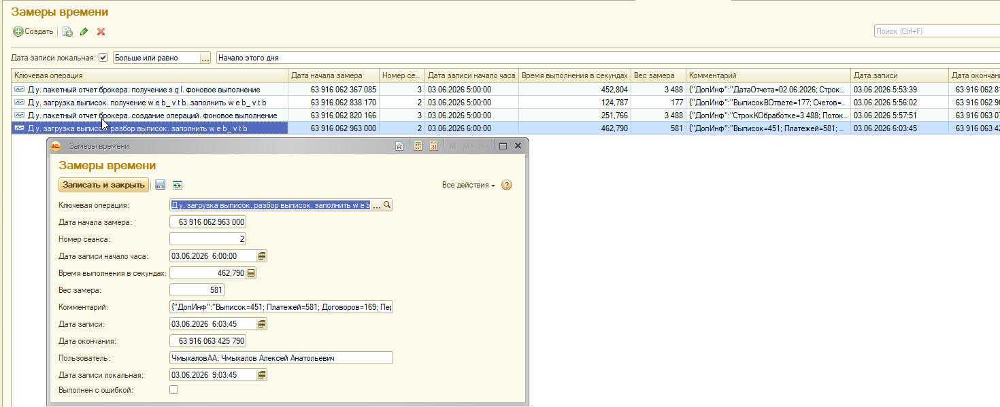 Замеры времени
Создать
Поиск (Ctrl+F)
Дата записи локальная: Больше или равно ... Начало этого дня
Ключевая операция Дата начала замера Номер се... Дата записи начало часа Время выполнения в секундах Вес замера Комментарий Дата записи Дата окончани
Д у. пакетный отчет брокера. получение s q l. фоновое выполнение 63 916 062 367 085 3 03.06.2026 5:00:00 452,804 3 488 {"ДопИнф":"ДатаОтчета=02.06.2026; Строк... 03.06.2026 5:53:39 63 916 062 8
Д у. загрузка выписок. получение w e b_ v t b. заполнить w e b_ v t b 63 916 062 838 170 2 03.06.2026 5:00:00 124,787 177 {"ДопИнф":"ВыписокВОтвете=177; Счетов=... 03.06.2026 5:56:02 63 916 062 9
Д у. пакетный отчет брокера. создание операций. фоновое выполнение 63 916 062 820 166 3 03.06.2026 5:00:00 251,766 3 488 {"ДопИнф":"СтрокКОбработке=3 488; Поток... 03.06.2026 5:57:51 63 916 063 0
Д у. загрузка выписок. разбор выписок. заполнить w e b_ v t b 63 916 062 963 000 2 03.06.2026 6:00:00 462,790 581 {"ДопИнф":"Выписок=451; Платежей=581; ... 03.06.2026 6:03:45 63 916 063 42
1С Замеры времени 31 M M+ M-
Замеры времени
Записать и закрыть Все действия ?
Ключевая операция: Д у. загрузка выписок. разбор выписок. заполнить w e b ...
Дата начала замера: 63 916 062 963 000
Номер сеанса: 2
Дата записи начало часа: 03.06.2026 6:00:00
Время выполнения в секундах: 462,790
Вес замера: 581
Комментарий: {"ДопИнф":"Выписок=451; Платежей=581; Договоров=169; Пер
Дата записи: 03.06.2026 6:03:45
Дата окончания: 63 916 063 425 790
Пользователь: ЧмыхаловАА; Чмыхалов Алексей Анатольевич
Дата записи локальная: 03.06.2026 9:03:45
Выполнен с ошибкой: